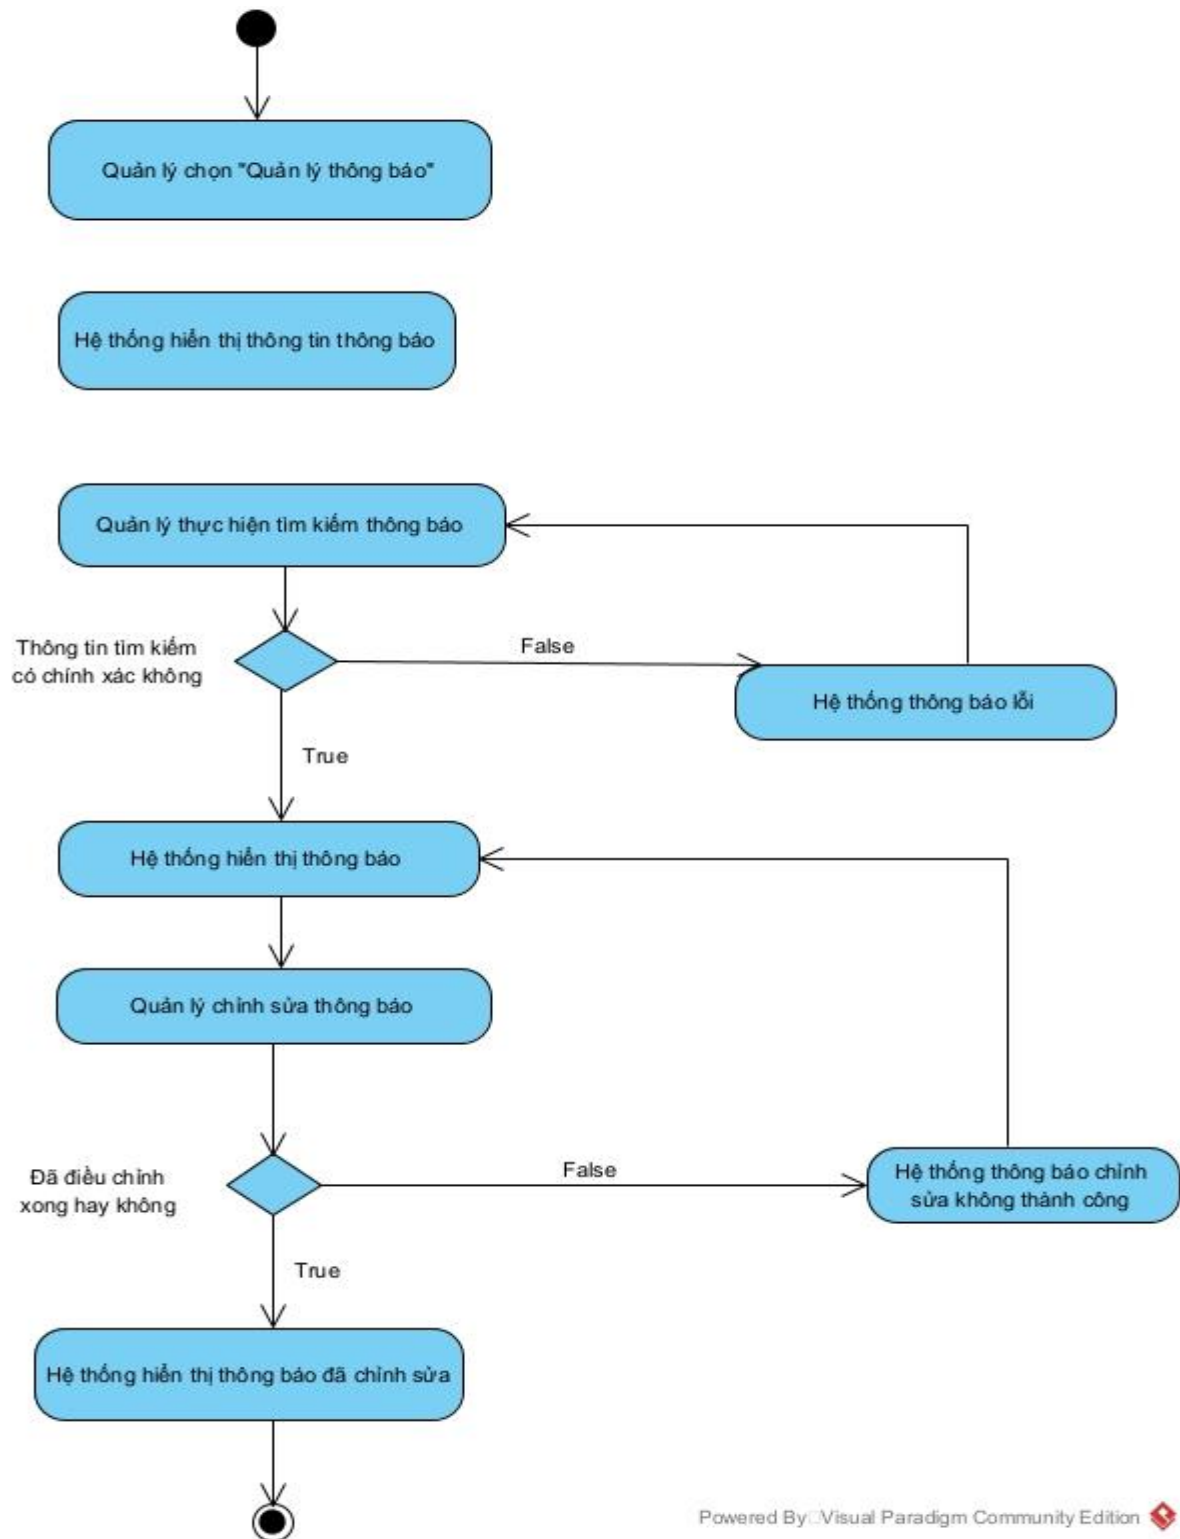 Quản lý chọn "Quản lý thông báo"
Hệ thống hiển thị thông tin thông báo
Quản lý thực hiện tìm kiếm thông báo
Thông tin tìm kiếm
có chính xác không
False
Hệ thống thông báo lỗi
True
Hệ thống hiển thị thông báo
Quản lý chỉnh sửa thông báo
Đã điều chỉnh
xong hay không
False
Hệ thống thông báo chỉnh
sửa không thành công
True
Hệ thống hiển thị thông báo đã chỉnh sửa
Powered By Visual Paradigm Community Edition